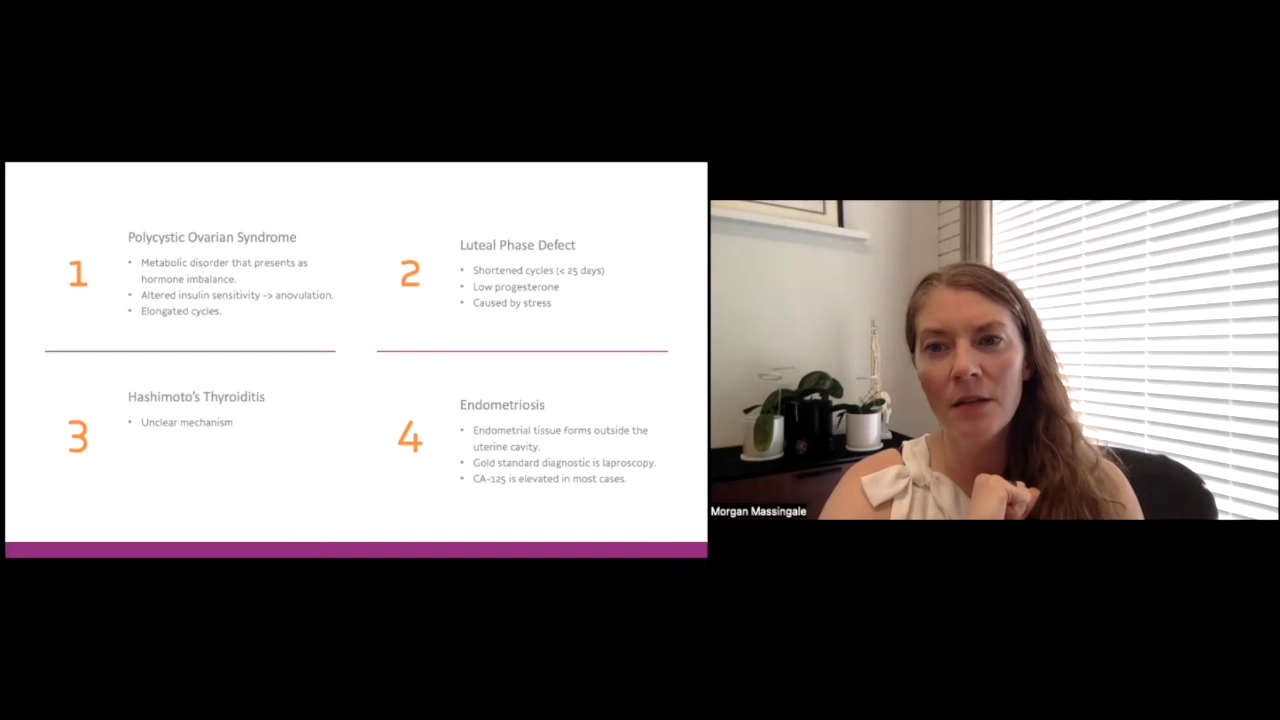 1
Polycystic Ovarian Syndrome
• Metabolic disorder that presents as
hormone imbalance.
• Altered insulin sensitivity -> anovulation.
• Elongated cycles.
2
Luteal Phase Defect
• Shortened cycles (< 25 days)
• Low progesterone
• Caused by stress
3
Hashimoto's Thyroiditis
• Unclear mechanism
4
Endometriosis
• Endometrial tissue forms outside the
uterine cavity.
• Gold standard diagnostic is laproscopy.
• CA-125 is elevated in most cases.
Morgan Massingale